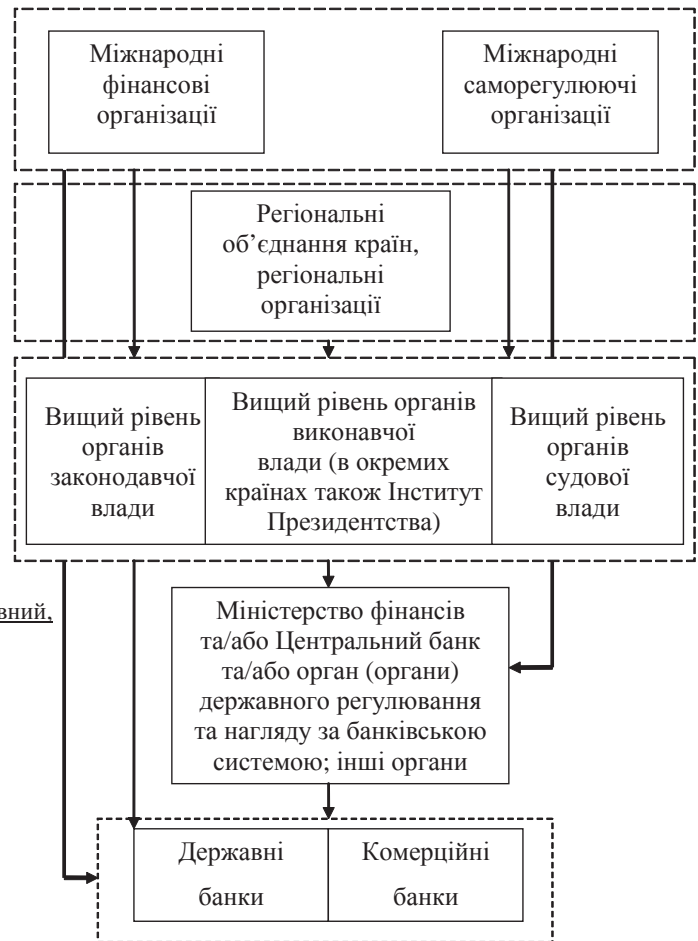 Міжнародні
фінансові
організації
Міжнародні
саморегулюючі
організації
Регіональні
об’єднання країн,
регіональні
організації
Вищий рівень
органів
законодавчої
влади
Вищий рівень органів
виконавчої
влади (в окремих
країнах також Інститут
Президентства)
Вищий рівень
органів
судової
влади
Міністерство фінансів
та/або Центральний банк
та/або орган (органи)
державного регулювання
та нагляду за банківською
системою; інші органи
Державні
банки
Комерційні
банки